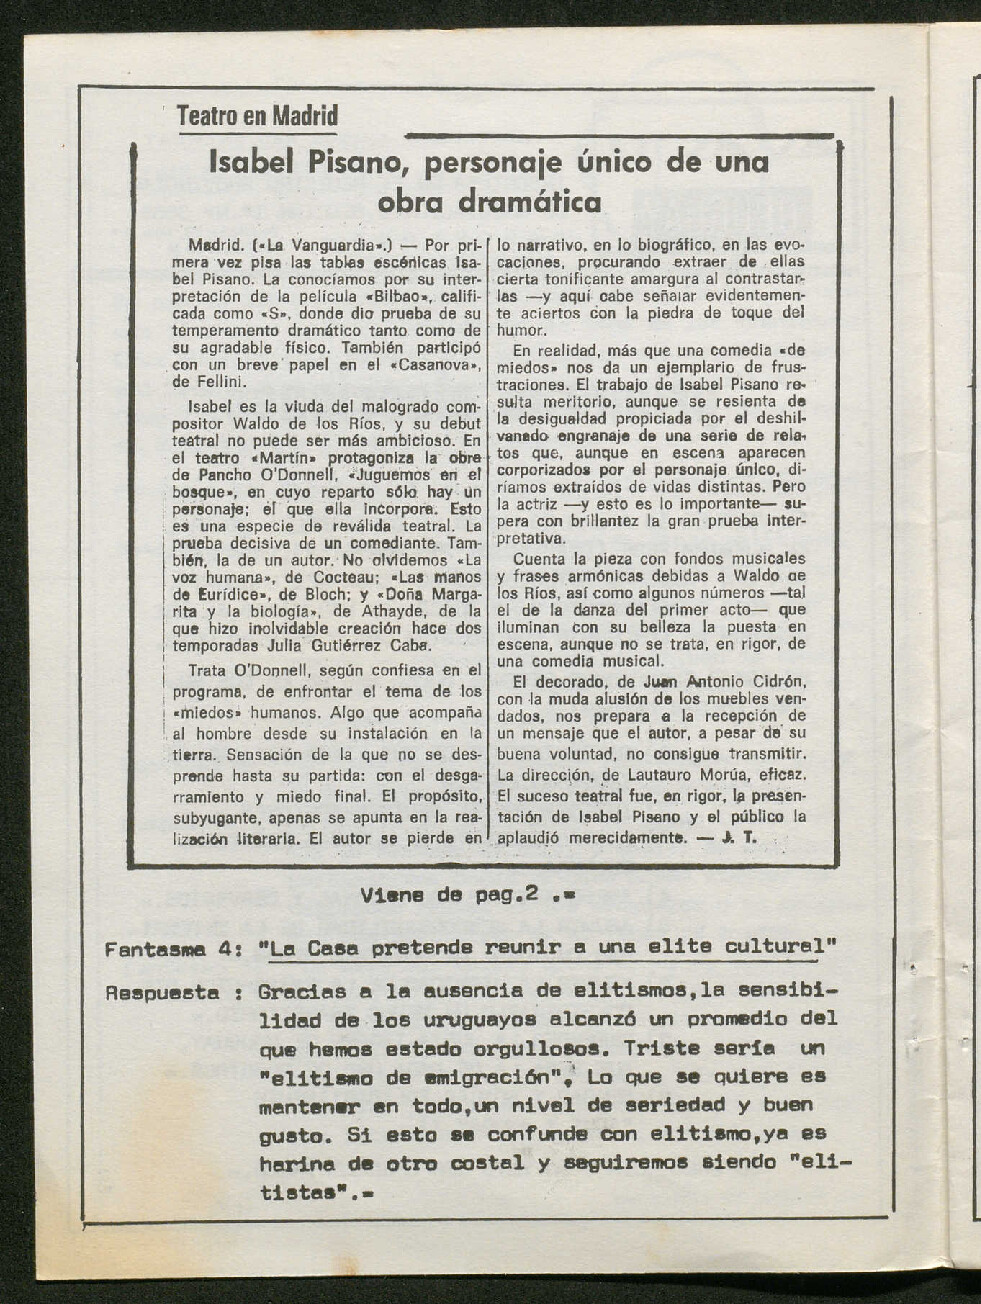 Teatro en Madrid
Isabel Pisano, personaje único de una
obra dramática
Madrid. («La Vanguardia».) — Por pri-
mera vez pisa las tablas escénicas Isa-
bel Pisano. La conocíamos por su inter-
pretación de la película «Bilbao», califi-
cada como «S», donde dio prueba de su
temperamento dramático tanto como de
su agradable físico. También participó
con un breve papel en el «Casanova»,
de Fellini.
Isabel es la viuda del malogrado com-
positor Waldo de los Ríos, y su debut
teatral no puede ser más ambicioso. En
el teatro «Martín» protagoniza la obra
de Pancho O'Donnell, «Juguemos en el
bosque», en cuyo reparto sólo hay un
personaje; el que ella incorpora. Esto
es una especie de reválida teatral. La
prueba decisiva de un comediante. Tam-
bién, la de un autor. No olvidemos «La
voz humana», de Cocteau; «Las manos
de Eurídice», de Bloch; y «Doña Marga-
rita y la biología», de Athayde, de la
que hizo inolvidable creación hace dos
temporadas Julia Gutiérrez Caba.
Trata O'Donnell, según confiesa en el
programa, de enfrontar el tema de los
«miedos» humanos. Algo que acompaña
al hombre desde su instalación en la
tierra. Sensación de la que no se des-
prende hasta su partida: con el desga-
rramiento y miedo final. El propósito,
subyugante, apenas se apunta en la rea-
lización literaria. El autor se pierde en
lo narrativo, en lo biográfico, en las evo-
caciones, procurando extraer de ellas
cierta tonificante amargura al contrastar-
las —y aquí cabe señalar evidentemen-
te aciertos con la piedra de toque del
humor.
En realidad, más que una comedia «de
miedos» nos da un ejemplario de frus-
traciones. El trabajo de Isabel Pisano re-
sulta meritorio, aunque se resienta de
la desigualdad propiciada por el deshil-
vanado engranaje de una serie de rela-
tos que, aunque en escena aparecen
corporizados por el personaje único, di-
ríamos extraídos de vidas distintas. Pero
la actriz —y esto es lo importante— su-
pera con brillantez la gran prueba inter-
pretativa.
Cuenta la pieza con fondos musicales
y frases armónicas debidas a Waldo de
los Ríos, así como algunos números —tal
el de la danza del primer acto— que
iluminan con su belleza la puesta en
escena, aunque no se trata, en rigor, de
una comedia musical.
El decorado, de Juan Antonio Cidrón,
con la muda alusión de los muebles ven-
dados, nos prepara a la recepción de
un mensaje que el autor, a pesar de su
buena voluntad, no consigue transmitir.
La dirección, de Lautauro Morúa, eficaz.
El suceso teatral fue, en rigor, la presen-
tación de Isabel Pisano y el público la
aplaudió merecidamente. — J. T.
Viene de pag.2 .=
Fantasma 4: "La Casa pretende reunir a una elite cultural"
Respuesta : Gracias a la ausencia de elitismos,la sensibi-
lidad de los uruguayos alcanzó un promedio del
que hemos estado orgullosos. Triste sería un
"elitismo de emigración". Lo que se quiere es
mantener en todo,un nivel de seriedad y buen
gusto. Si esto se confunde con elitismo,ya es
harina de otro costal y seguiremos siendo "eli-
tistas".=